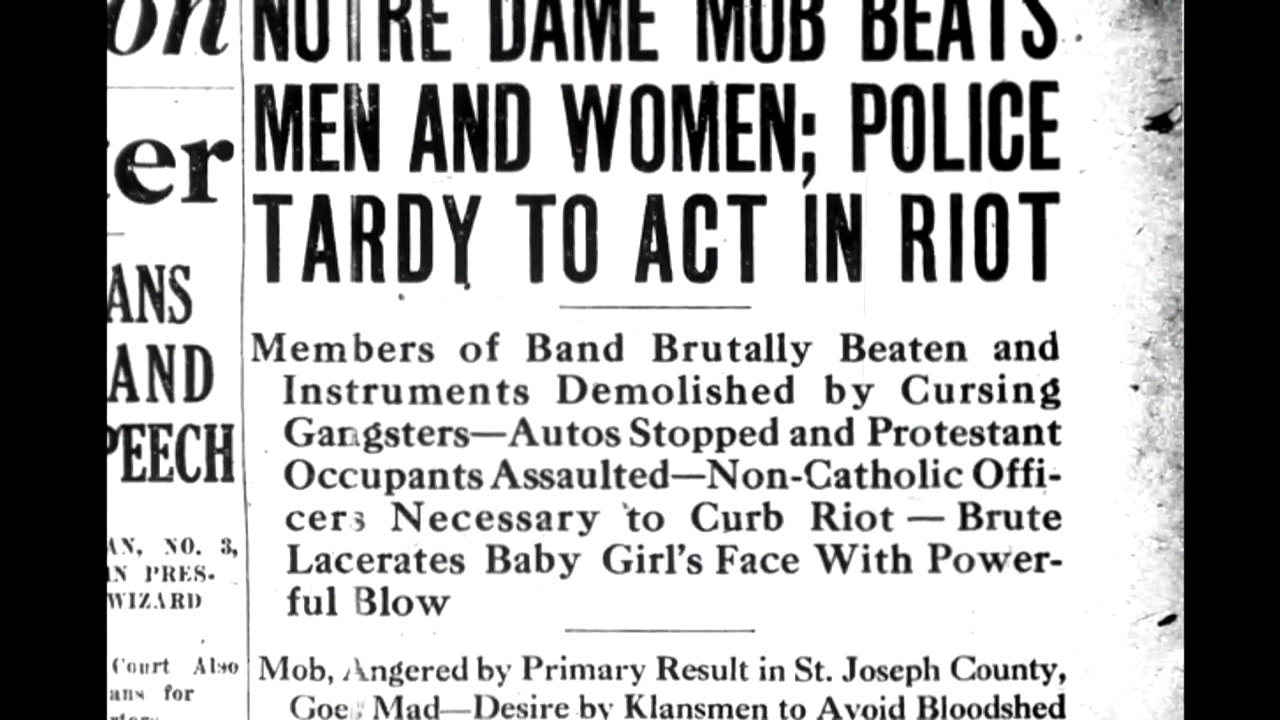 on
er
ANS
AND
PEECH
AN, NO. 3,
IN PRES-
WIZARD
Court Also
ans for
NOTRE DAME MOB BEATS
MEN AND WOMEN; POLICE
TARDY TO ACT IN RIOT
Members of Band Brutally Beaten and
Instruments Demolished by Cursing
Gangsters—Autos Stopped and Protestant
Occupants Assaulted—Non-Catholic Offi-
cers Necessary to Curb Riot — Brute
Lacerates Baby Girl's Face With Power-
ful Blow
Mob, Angered by Primary Result in St. Joseph County,
Goes Mad—Desire by Klansmen to Avoid Bloodshed